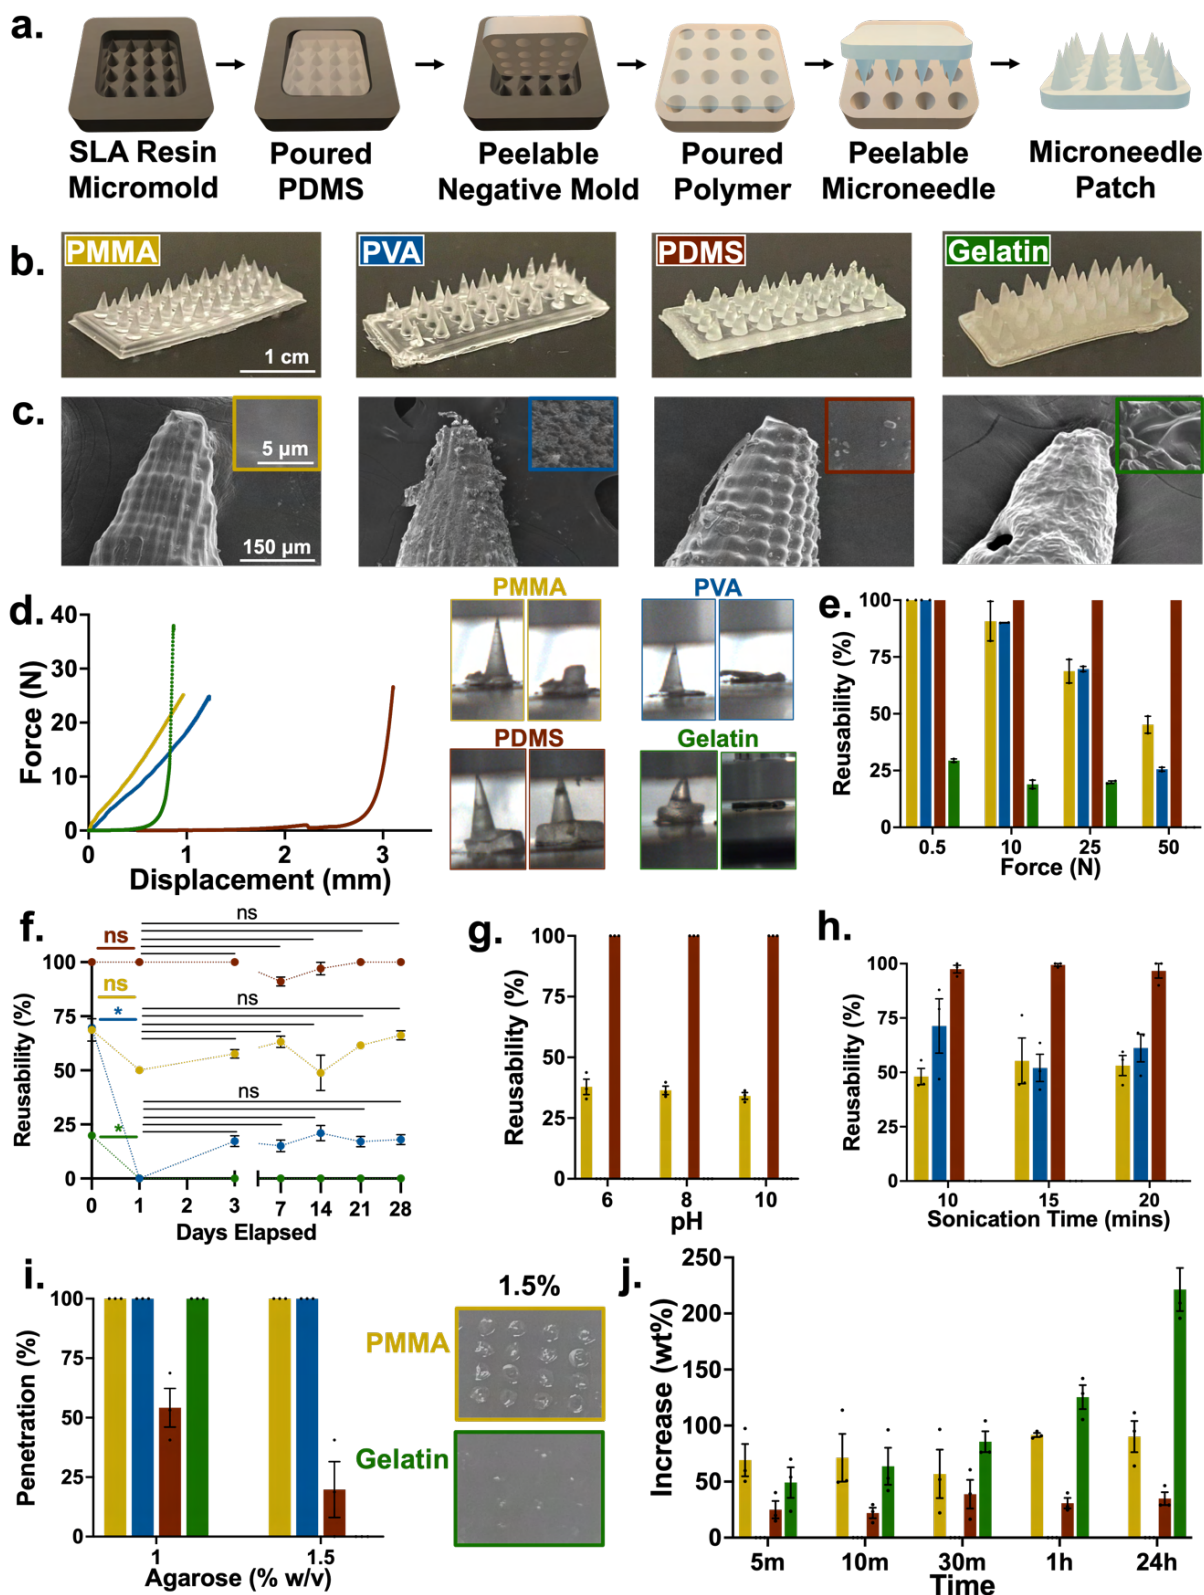 a.
SLA Resin
Micromold
Poured
PDMS
Peelable
Negative Mold
Poured
Polymer
Peelable
Microneedle
Microneedle
Patch
b.
PMMA
PVA
PDMS
Gelatin
1 cm
c.
5 µm
150 µm
d.
40
30
20
10
0
Force (N)
0 1 2 3
Displacement (mm)
PMMA
PVA
PDMS
Gelatin
e.
100
75
50
25
0
Reusability (%)
0.5 10 25 50
Force (N)
f.
ns
ns
ns
*
ns
ns
*
100
75
50
25
0
Reusability (%)
0 1 2 3 7 14 21 28
Days Elapsed
g.
100
75
50
25
0
Reusability (%)
6 8 10
pH
h.
100
75
50
25
0
Reusability (%)
10 15 20
Sonication Time (mins)
i.
100
75
50
25
0
Penetration (%)
1 1.5
Agarose (% w/v)
1.5%
PMMA
Gelatin
j.
250
200
150
100
50
0
Increase (wt%)
5m 10m 30m 1h 24h
Time